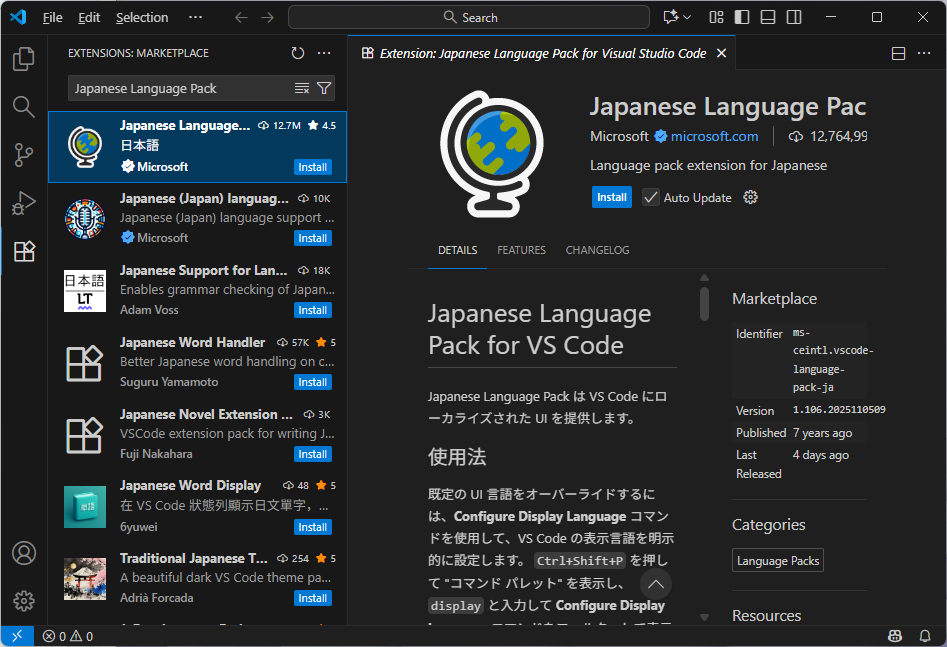 File Edit Selection ···
Search
EXTENSIONS: MARKETPLACE
Japanese Language Pack
Japanese Language... 12.7M 4.5
日本語
Microsoft Install
Japanese (Japan) languag... 10K
Japanese (Japan) language support ...
Microsoft Install
日本語
LT
Japanese Support for Lan... 18K
Enables grammar checking of Japan...
Adam Voss Install
Japanese Word Handler 57K 5
Better Japanese word handling on c...
Suguru Yamamoto Install
Japanese Novel Extension ... 3K
VSCode extension pack for writing J...
Fuji Nakahara Install
Japanese Word Display 48 5
在 VS Code 狀態列顯示日文單字，...
6yuwei Install
Traditional Japanese T... 254 5
A beautiful dark VS Code theme pa...
Adrià Forcada Install
Extension: Japanese Language Pack for Visual Studio Code
Japanese Language Pac
Microsoft microsoft.com 12,764,99
Language pack extension for Japanese
Install Auto Update
DETAILS FEATURES CHANGELOG
Japanese Language
Pack for VS Code
Japanese Language Pack は VS Code にロ
ーカライズされた UI を提供します。
使用法
既定の UI 言語をオーバーライドするに
は、Configure Display Language コマン
ドを使用して、VS Code の表示言語を明示
的に設定します。 Ctrl+Shift+P を押し
て "コマンド パレット" を表示し、
display と入力して Configure Display
Marketplace
Identifier ms-
ceintl.vscode-
language-
pack-ja
Version 1.106.2025110509
Published 7 years ago
Last 4 days ago
Released
Categories
Language Packs
Resources
0 0